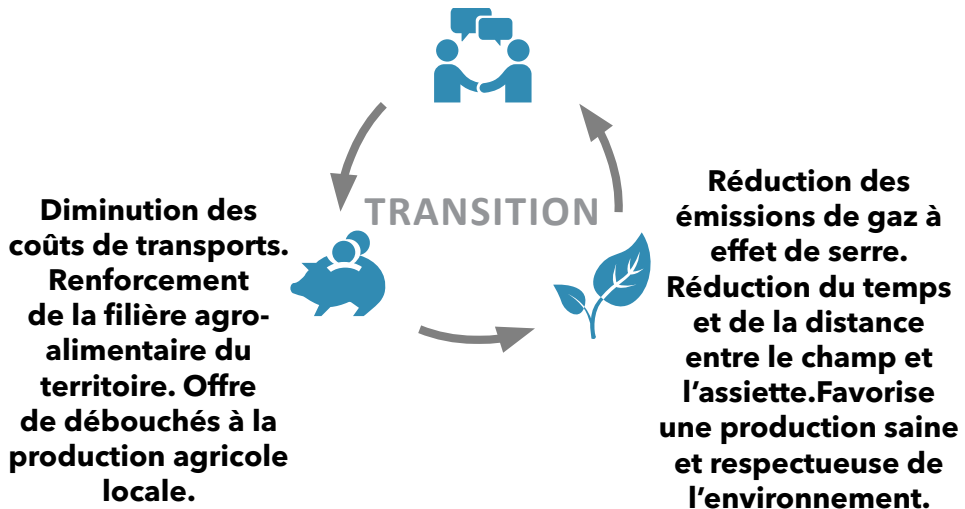 TRANSITION
Diminution des
coûts de transports.
Renforcement
de la filière agro-
alimentaire du
territoire. Offre
de débouchés à la
production agricole
locale.
Réduction des
émissions de gaz à
effet de serre.
Réduction du temps
et de la distance
entre le champ et
l'assiette.Favorise
une production saine
et respectueuse de
l'environnement.